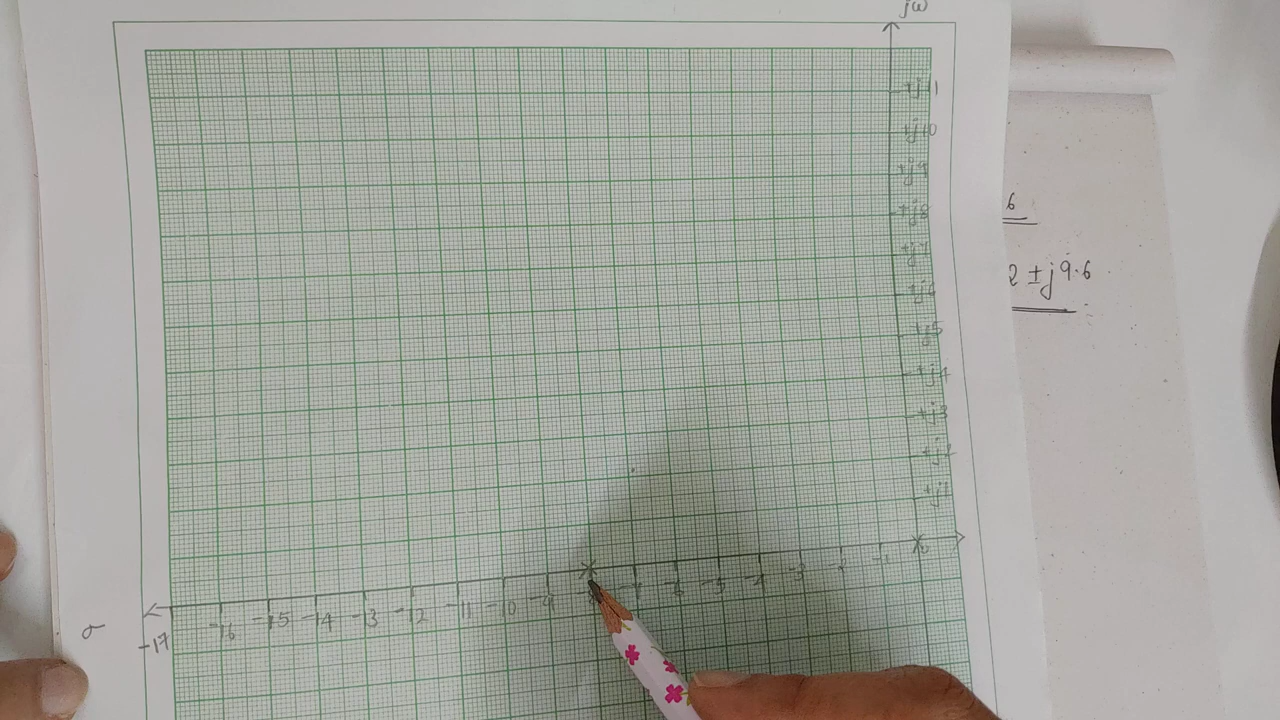 jω
+j11
+j10
+j9
+j8
+j7
+j6
+j5
+j4
+j3
+j2
+j1
6
2 ±j9.6
σ -17 -16 -15 -14 -13 -12 -11 -10 -9 -8 -7 -6 -5 -4 -3 -2 -1 0